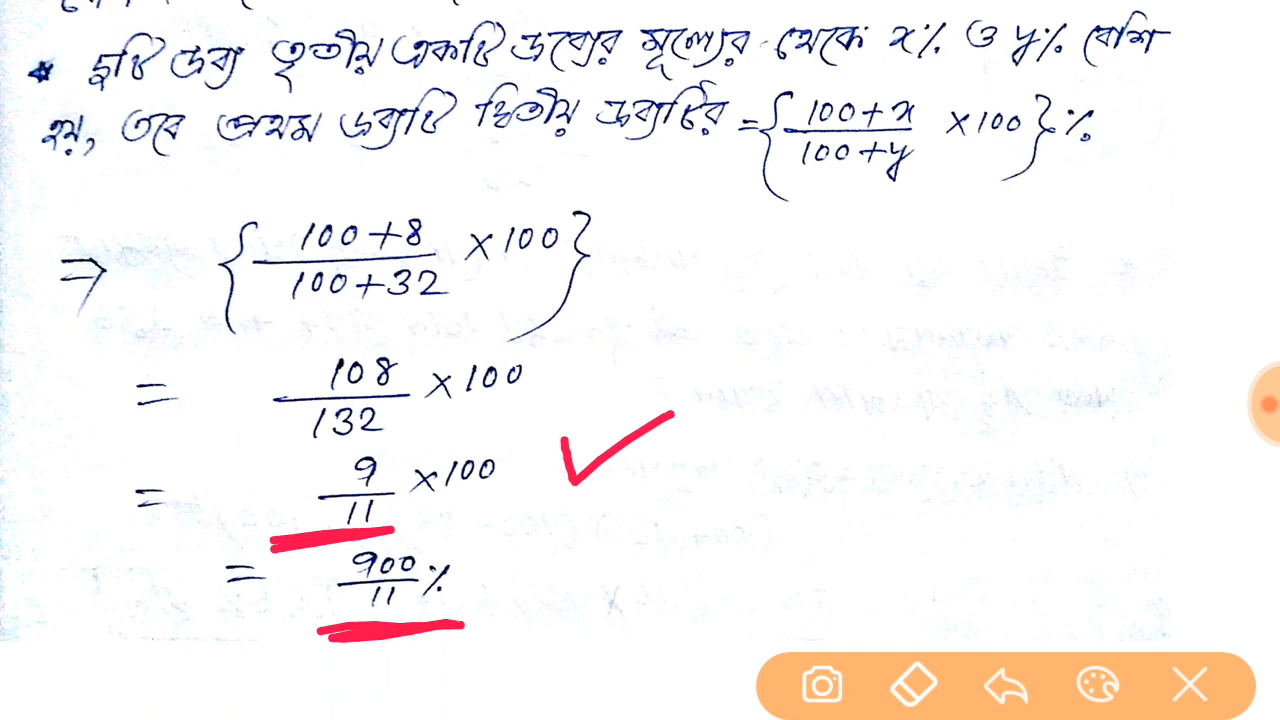 * দুটি দ্রব্য তৃতীয় একটি দ্রব্যের মূল্যের থেকে x% ও y% বেশি
হয়, তবে প্রথম দ্রব্যটি দ্বিতীয় দ্রব্যটির = {(100+x)/(100+y) ×100}%
⇒ {(100+8)/(100+32) ×100}
= 108/132 ×100
= 9/11 ×100
= 900/11 %